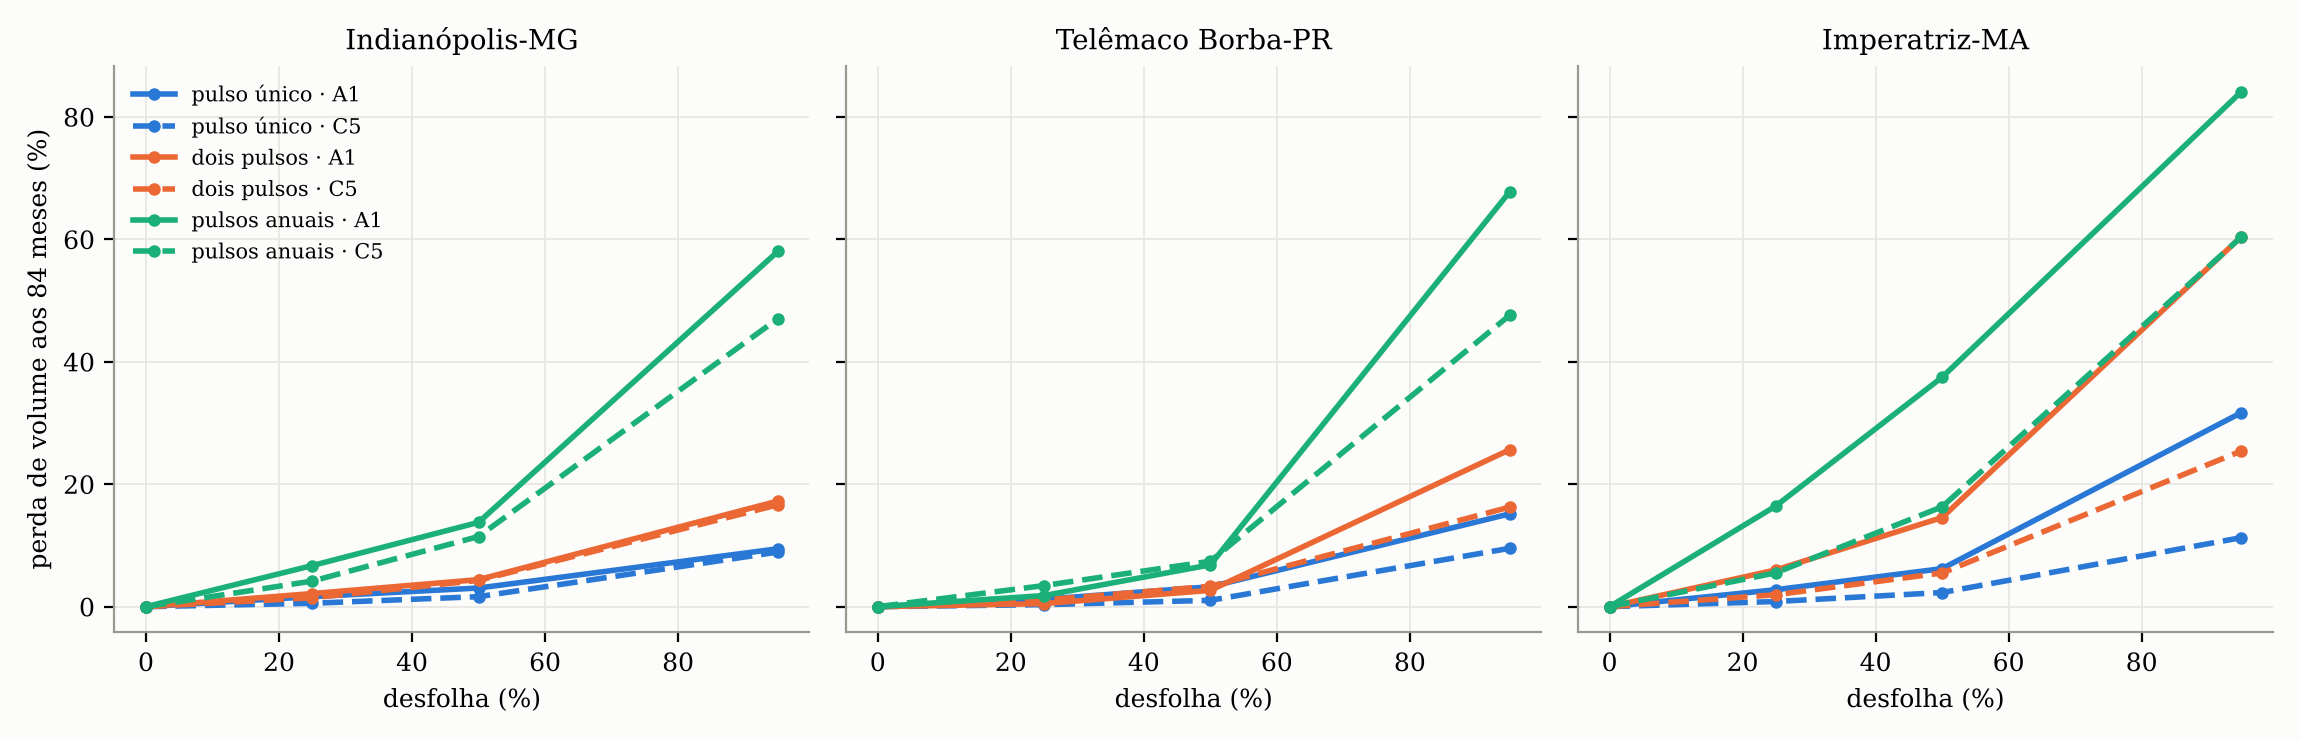 Indianópolis-MG
Telêmaco Borba-PR
Imperatriz-MA
perda de volume aos 84 meses (%)
80
60
40
20
0
pulso único · A1
pulso único · C5
dois pulsos · A1
dois pulsos · C5
pulsos anuais · A1
pulsos anuais · C5
0 20 40 60 80
0 20 40 60 80
0 20 40 60 80
desfolha (%)
desfolha (%)
desfolha (%)